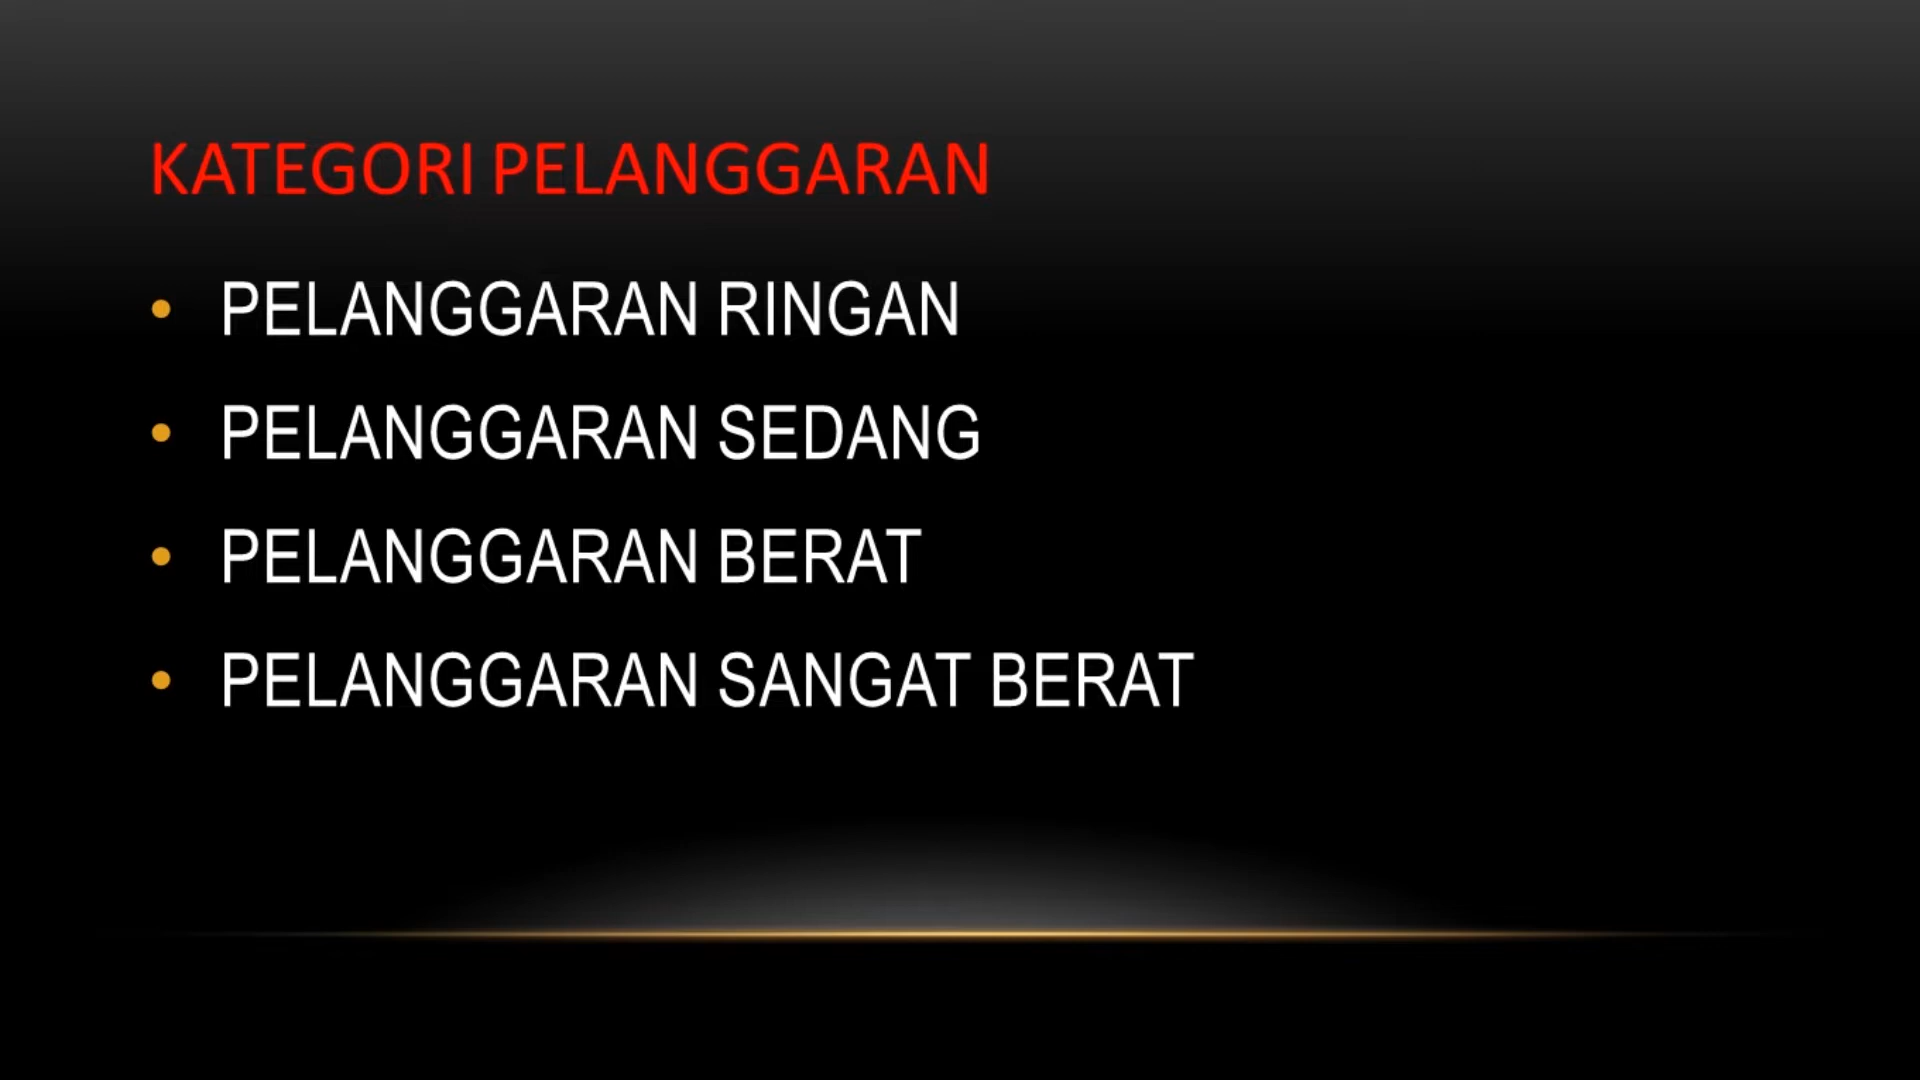 KATEGORI PELANGGARAN
• PELANGGARAN RINGAN
• PELANGGARAN SEDANG
• PELANGGARAN BERAT
• PELANGGARAN SANGAT BERAT